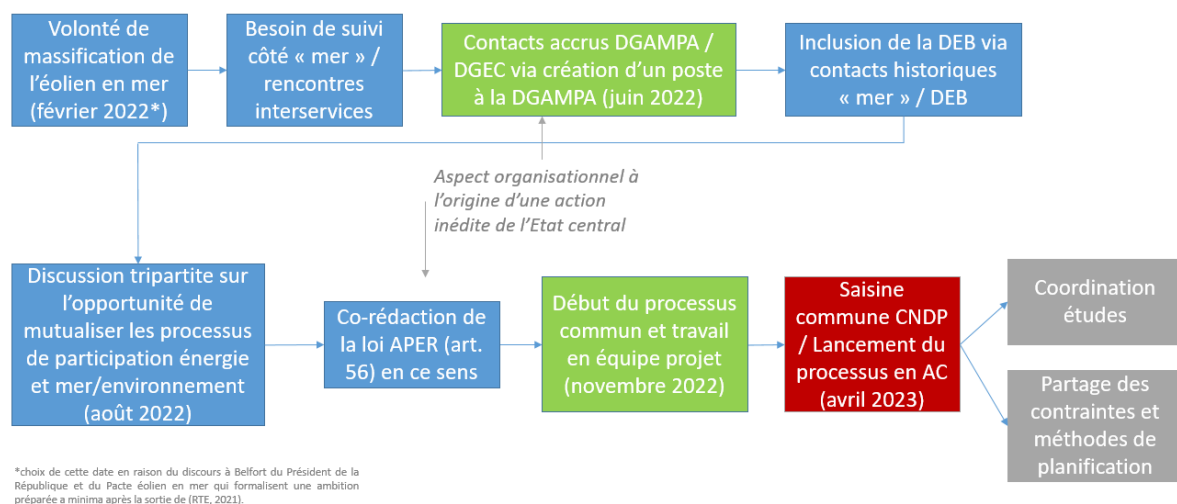 Volonté de
massification de
l'éolien en mer
(février 2022*)
Besoin de suivi
côté « mer » /
rencontres
interservices
Contacts accrus DGAMPA /
DGEC via création d'un poste
à la DGAMPA (juin 2022)
Inclusion de la DEB via
contacts historiques
« mer » / DEB
Aspect organisationnel à
l'origine d'une action
inédite de l'Etat central
Discussion tripartite sur
l'opportunité de
mutualiser les processus
de participation énergie
et mer/environnement
(août 2022)
Co-rédaction de
la loi APER (art.
56) en ce sens
Début du processus
commun et travail
en équipe projet
(novembre 2022)
Saisine
commune CNDP
/ Lancement du
processus en AC
(avril 2023)
Coordination
études
Partage des
contraintes et
méthodes de
planification
*choix de cette date en raison du discours à Belfort du Président de la
République et du Pacte éolien en mer qui formalisent une ambition
préparée a minima après la sortie de (RTE, 2021).